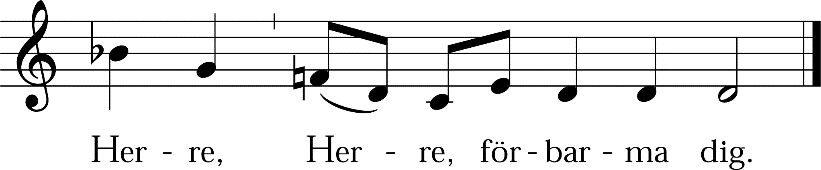 Her - re, Her - re, för - bar - ma dig.